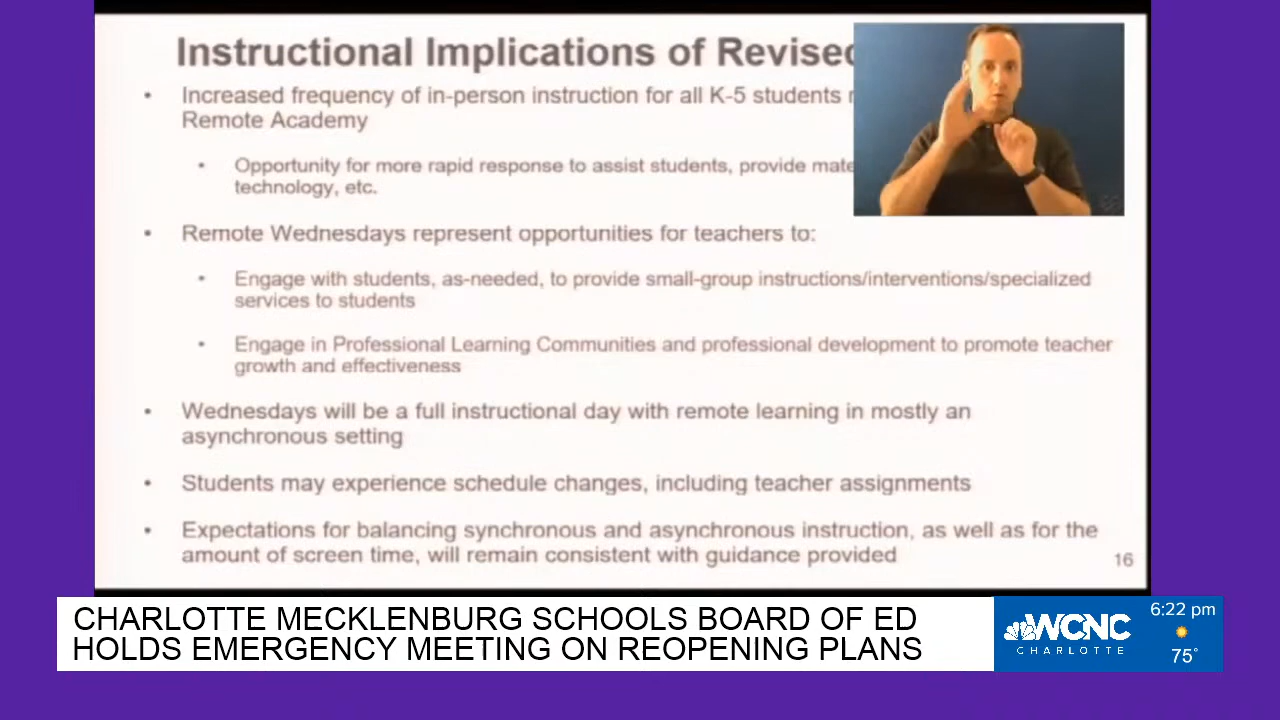 Instructional Implications of Revised
• Increased frequency of in-person instruction for all K-5 students
Remote Academy
• Opportunity for more rapid response to assist students, provide
technology, etc.
• Remote Wednesdays represent opportunities for teachers to:
• Engage with students, as-needed, to provide small-group instructions/interventions/specialized
services to students
• Engage in Professional Learning Communities and professional development to promote teacher
growth and effectiveness
• Wednesdays will be a full instructional day with remote learning in mostly an
asynchronous setting
• Students may experience schedule changes, including teacher assignments
• Expectations for balancing synchronous and asynchronous instruction, as well as for the
amount of screen time, will remain consistent with guidance provided
16
CHARLOTTE MECKLENBURG SCHOOLS BOARD OF ED
HOLDS EMERGENCY MEETING ON REOPENING PLANS
WCNC
CHARLOTTE
6:22 pm
75°